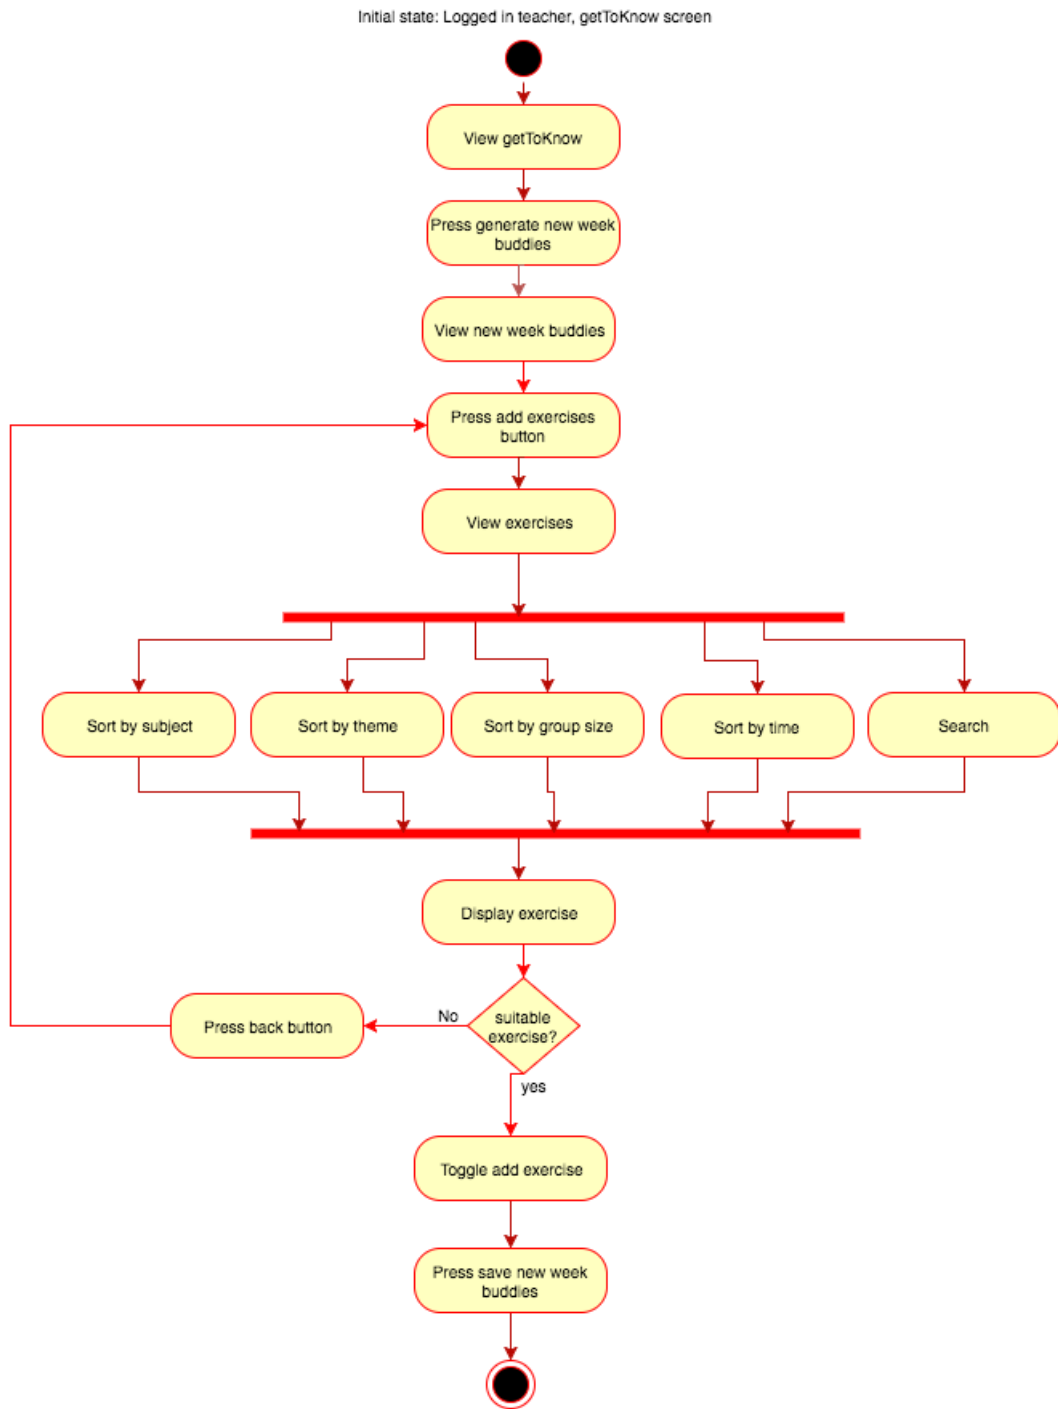 Initial state: Logged in teacher, getToKnow screen
View getToKnow
Press generate new week
buddies
View new week buddies
Press add exercises
button
View exercises
Sort by subject
Sort by theme
Sort by group size
Sort by time
Search
Display exercise
suitable
exercise?
No
Press back button
yes
Toggle add exercise
Press save new week
buddies